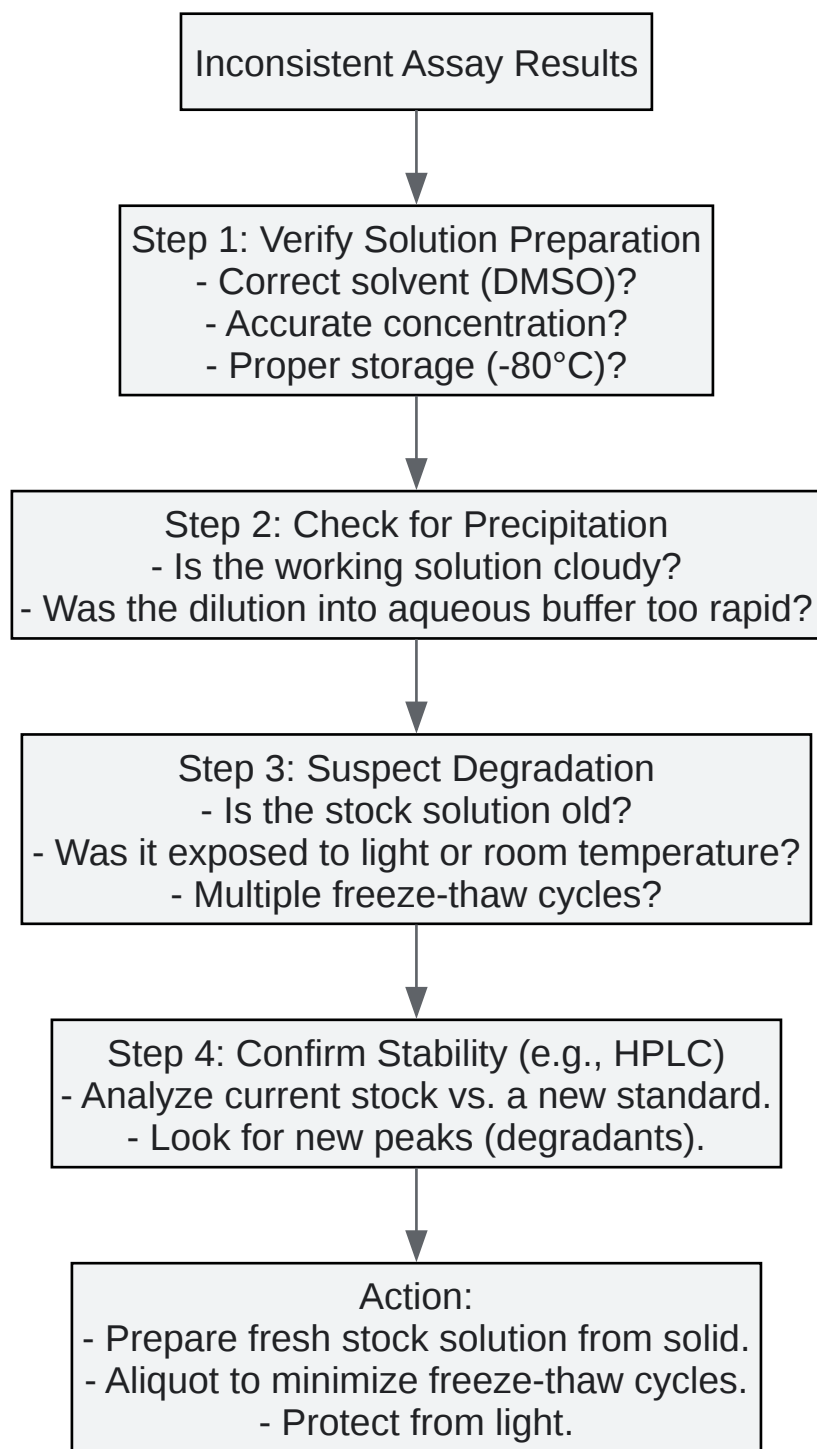 Inconsistent Assay Results
Step 1: Verify Solution Preparation
- Correct solvent (DMSO)?
- Accurate concentration?
- Proper storage (-80°C)?
Step 2: Check for Precipitation
- Is the working solution cloudy?
- Was the dilution into aqueous buffer too rapid?
Step 3: Suspect Degradation
- Is the stock solution old?
- Was it exposed to light or room temperature?
- Multiple freeze-thaw cycles?
Step 4: Confirm Stability (e.g., HPLC)
- Analyze current stock vs. a new standard.
- Look for new peaks (degradants).
Action:
- Prepare fresh stock solution from solid.
- Aliquot to minimize freeze-thaw cycles.
- Protect from light.